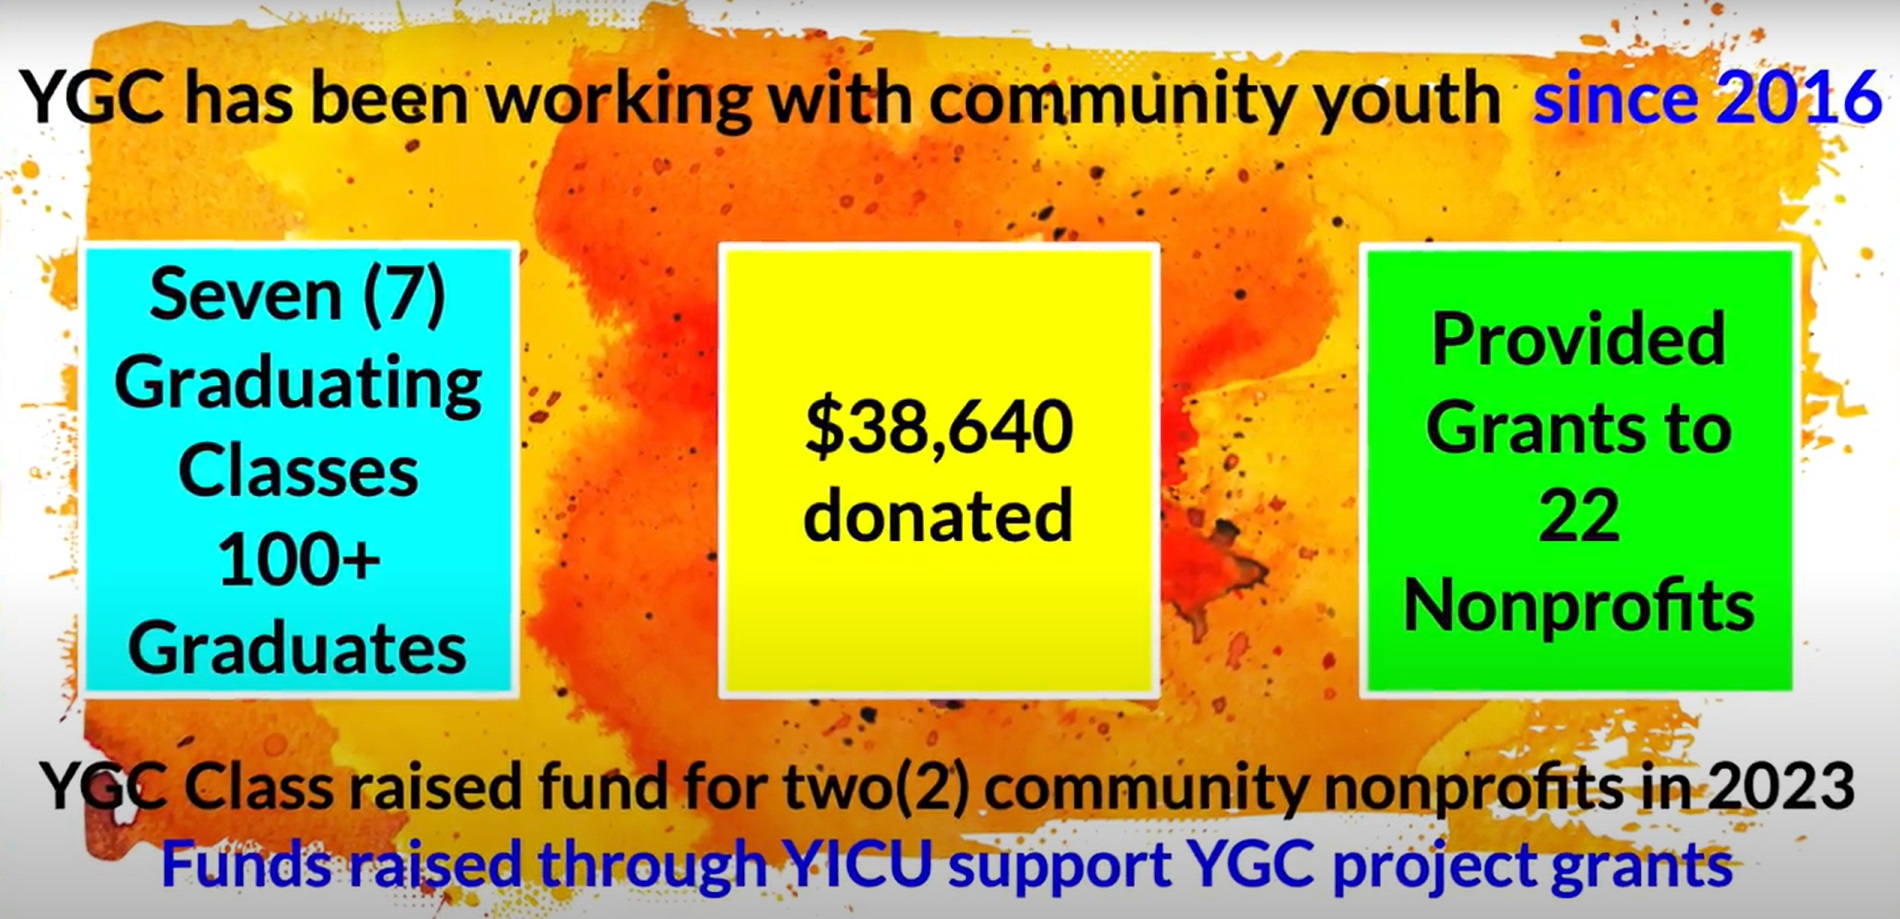 YGC has been working with community youth since 2016
Seven (7)
Graduating
Classes
100+
Graduates
$38,640
donated
Provided
Grants to
22
Nonprofits
YGC Class raised fund for two(2) community nonprofits in 2023
Funds raised through YICU support YGC project grants